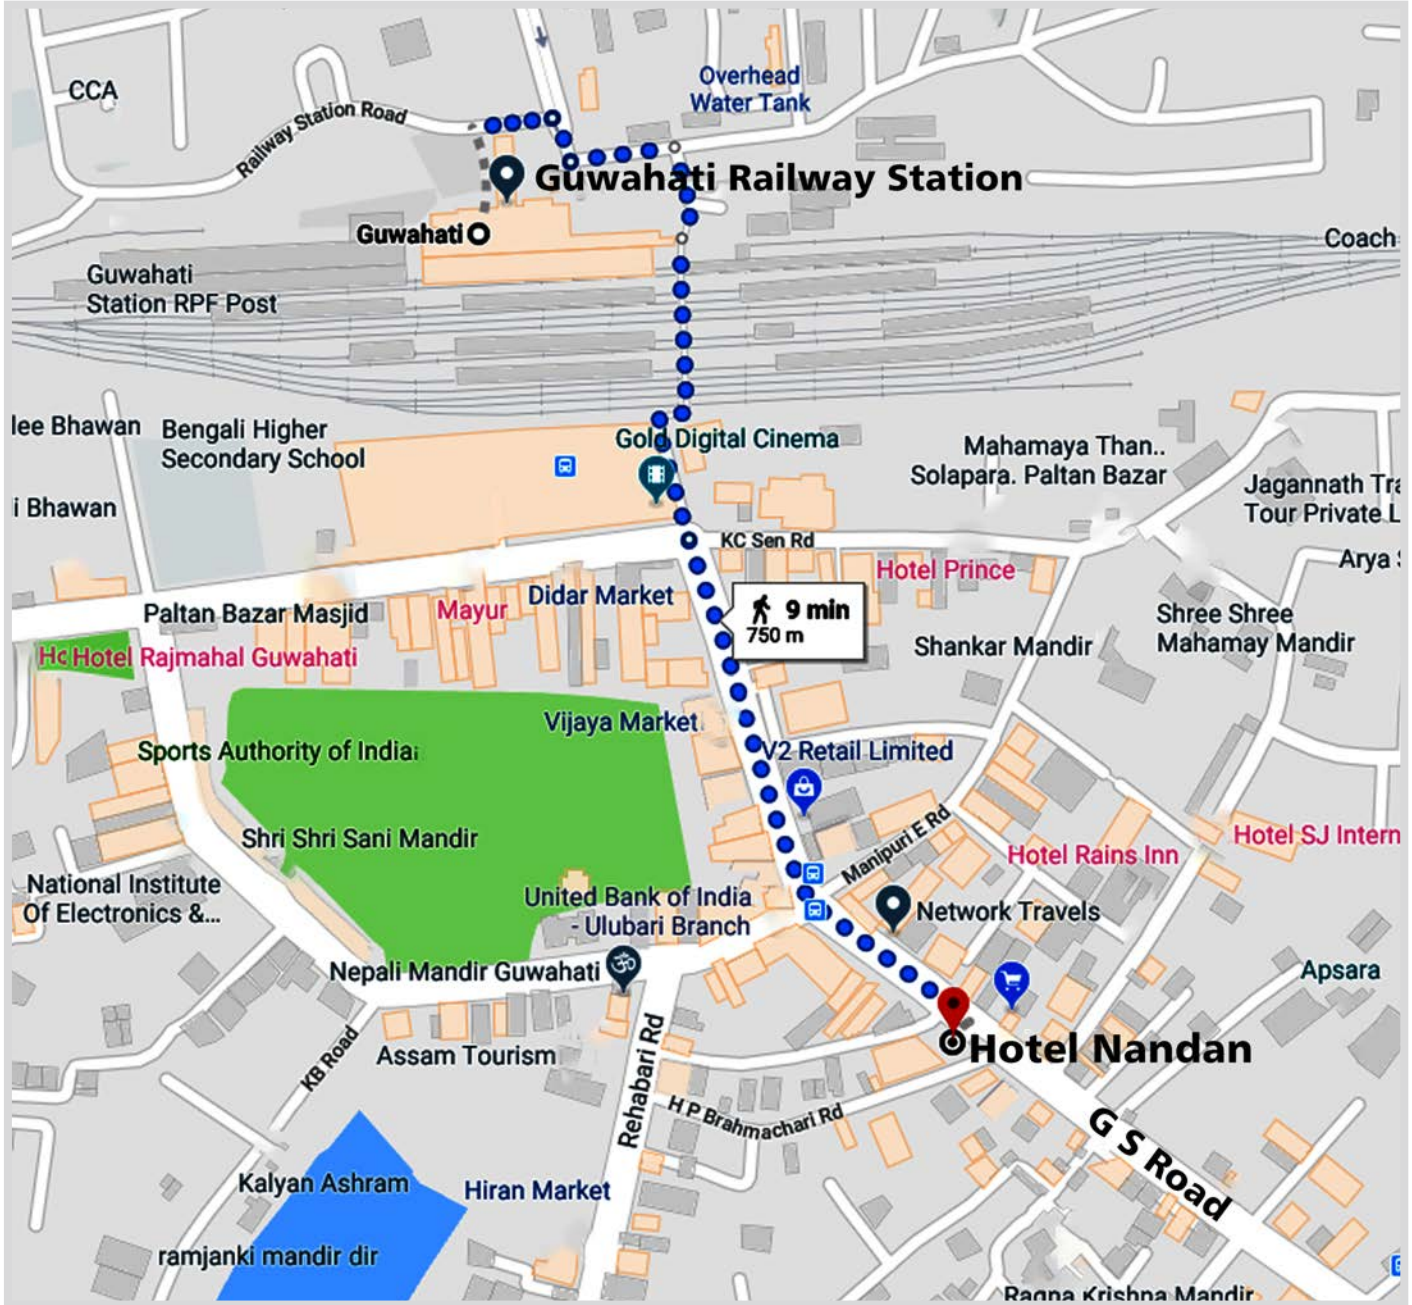 Overhead
Water Tank
CCA
Railway Station Road
Guwahati Railway Station
Guwahati
Coach
Guwahati
Station RPF Post
lee Bhawan
Bengali Higher
Secondary School
Gold Digital Cinema
Mahamaya Than..
Solapara. Paltan Bazar
Jagannath Tra
Tour Private L
i Bhawan
KC Sen Rd
Arya
Hotel Prince
Didar Market
Mayur
Paltan Bazar Masjid
9 min
750 m
Shree Shree
Mahamay Mandir
Shankar Mandir
Ho Hotel Rajmahal Guwahati
Vijaya Market
Sports Authority of India
V2 Retail Limited
Shri Shri Sani Mandir
Manipuri E Rd
Hotel SJ Intern
Hotel Rains Inn
National Institute
Of Electronics &...
United Bank of India
- Ulubari Branch
Network Travels
Nepali Mandir Guwahati
Apsara
Assam Tourism
KB Road
Rehabari Rd
Hotel Nandan
H P Brahmachari Rd
G S Road
Kalyan Ashram
Hiran Market
ramjanki mandir dir
Ragna Krishna Mandir